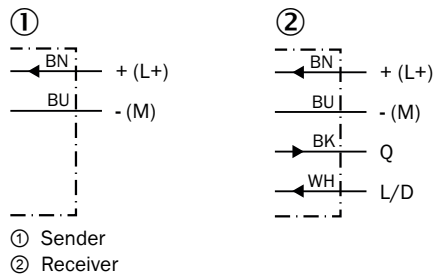 ① ②
BN + (L+) BN + (L+)
BU - (M) BU - (M)
BK Q
WH L/D
① Sender
② Receiver